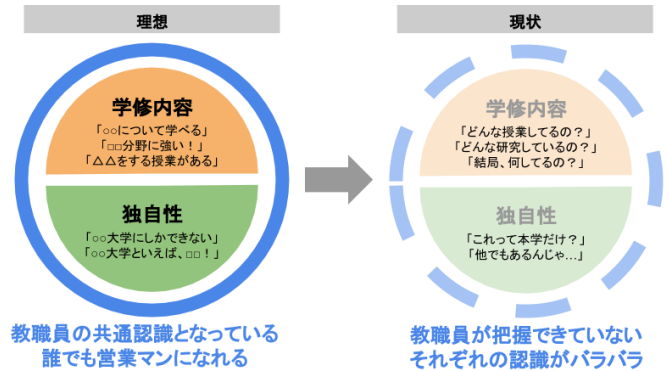 理想
学修内容
「○○について学べる」
「□□分野に強い！」
「△△をする授業がある」
独自性
「○○大学にしかできない」
「○○大学といえば、□□！」
教職員の共通認識となっている
誰でも営業マンになれる
現状
学修内容
「どんな授業してるの？」
「どんな研究しているの？」
「結局、何してるの？」
独自性
「これって本学だけ？」
「他でもあるんじゃ…」
教職員が把握できていない
それぞれの認識がバラバラ